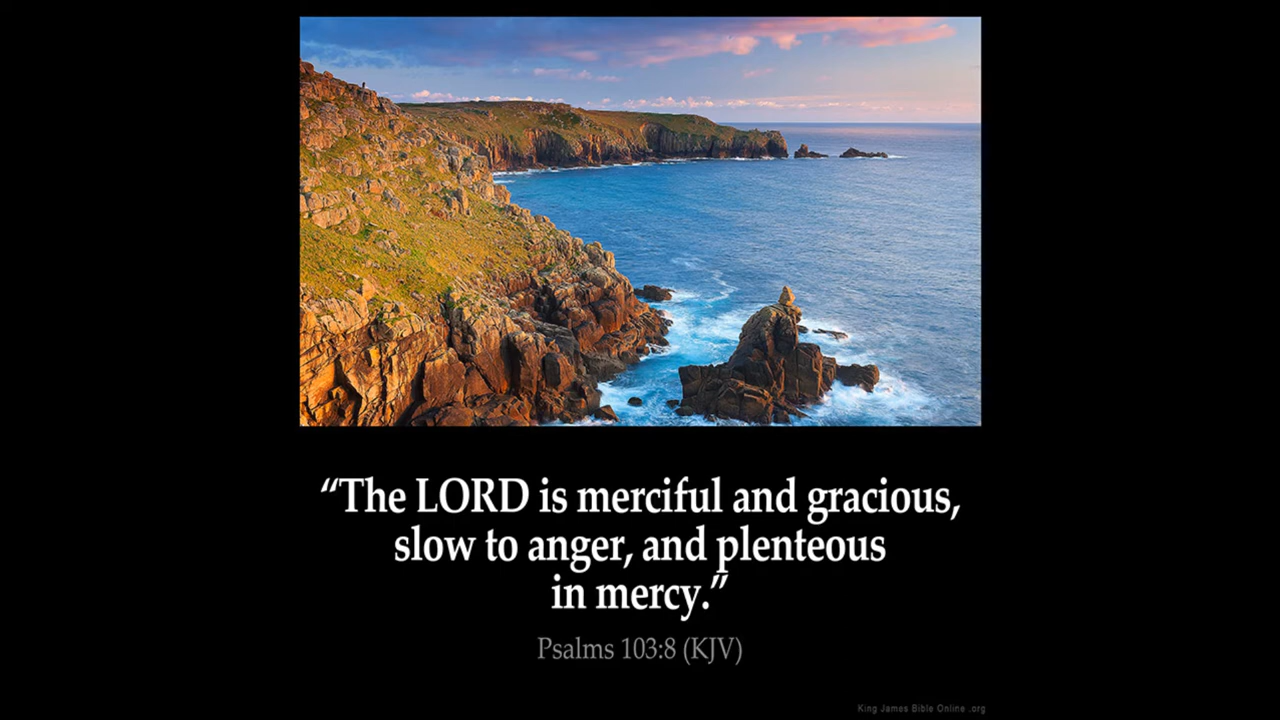 “The LORD is merciful and gracious,
slow to anger, and plenteous
in mercy.”
Psalms 103:8 (KJV)
King James Bible Online .org